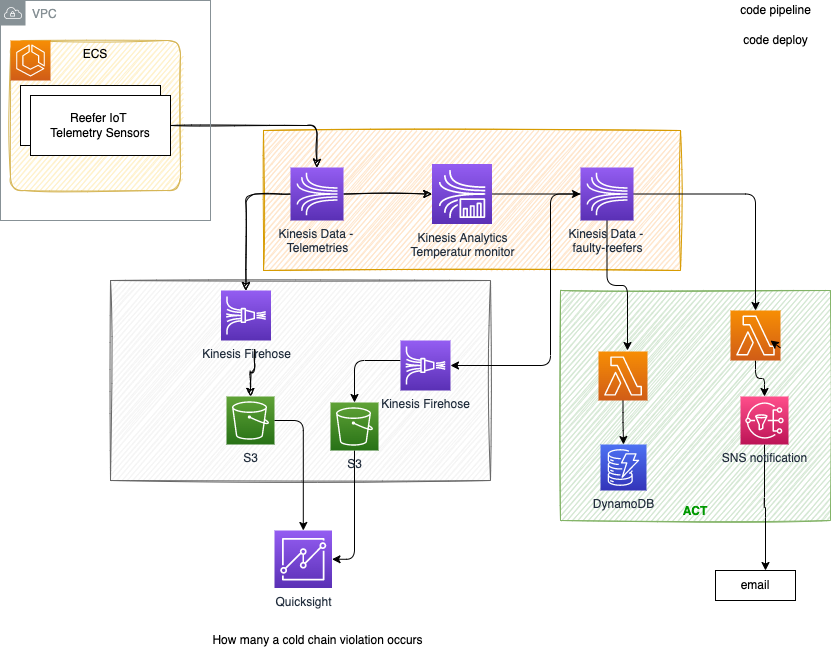 VPC
code pipeline
code deploy
ECS
Reefer IoT
Telemetry Sensors
Kinesis Data -
Telemetries
Kinesis Analytics
Temperatur monitor
Kinesis Data -
faulty-reefers
Kinesis Firehose
Kinesis Firehose
S3
S3
SNS notification
DynamoDB
ACT
email
Quicksight
How many a cold chain violation occurs